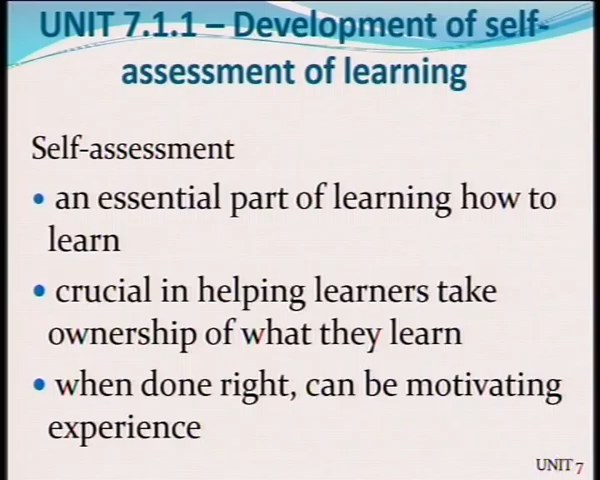 UNIT 7.1.1 – Development of self-
assessment of learning
Self-assessment
• an essential part of learning how to
learn
• crucial in helping learners take
ownership of what they learn
• when done right, can be motivating
experience
UNIT 7